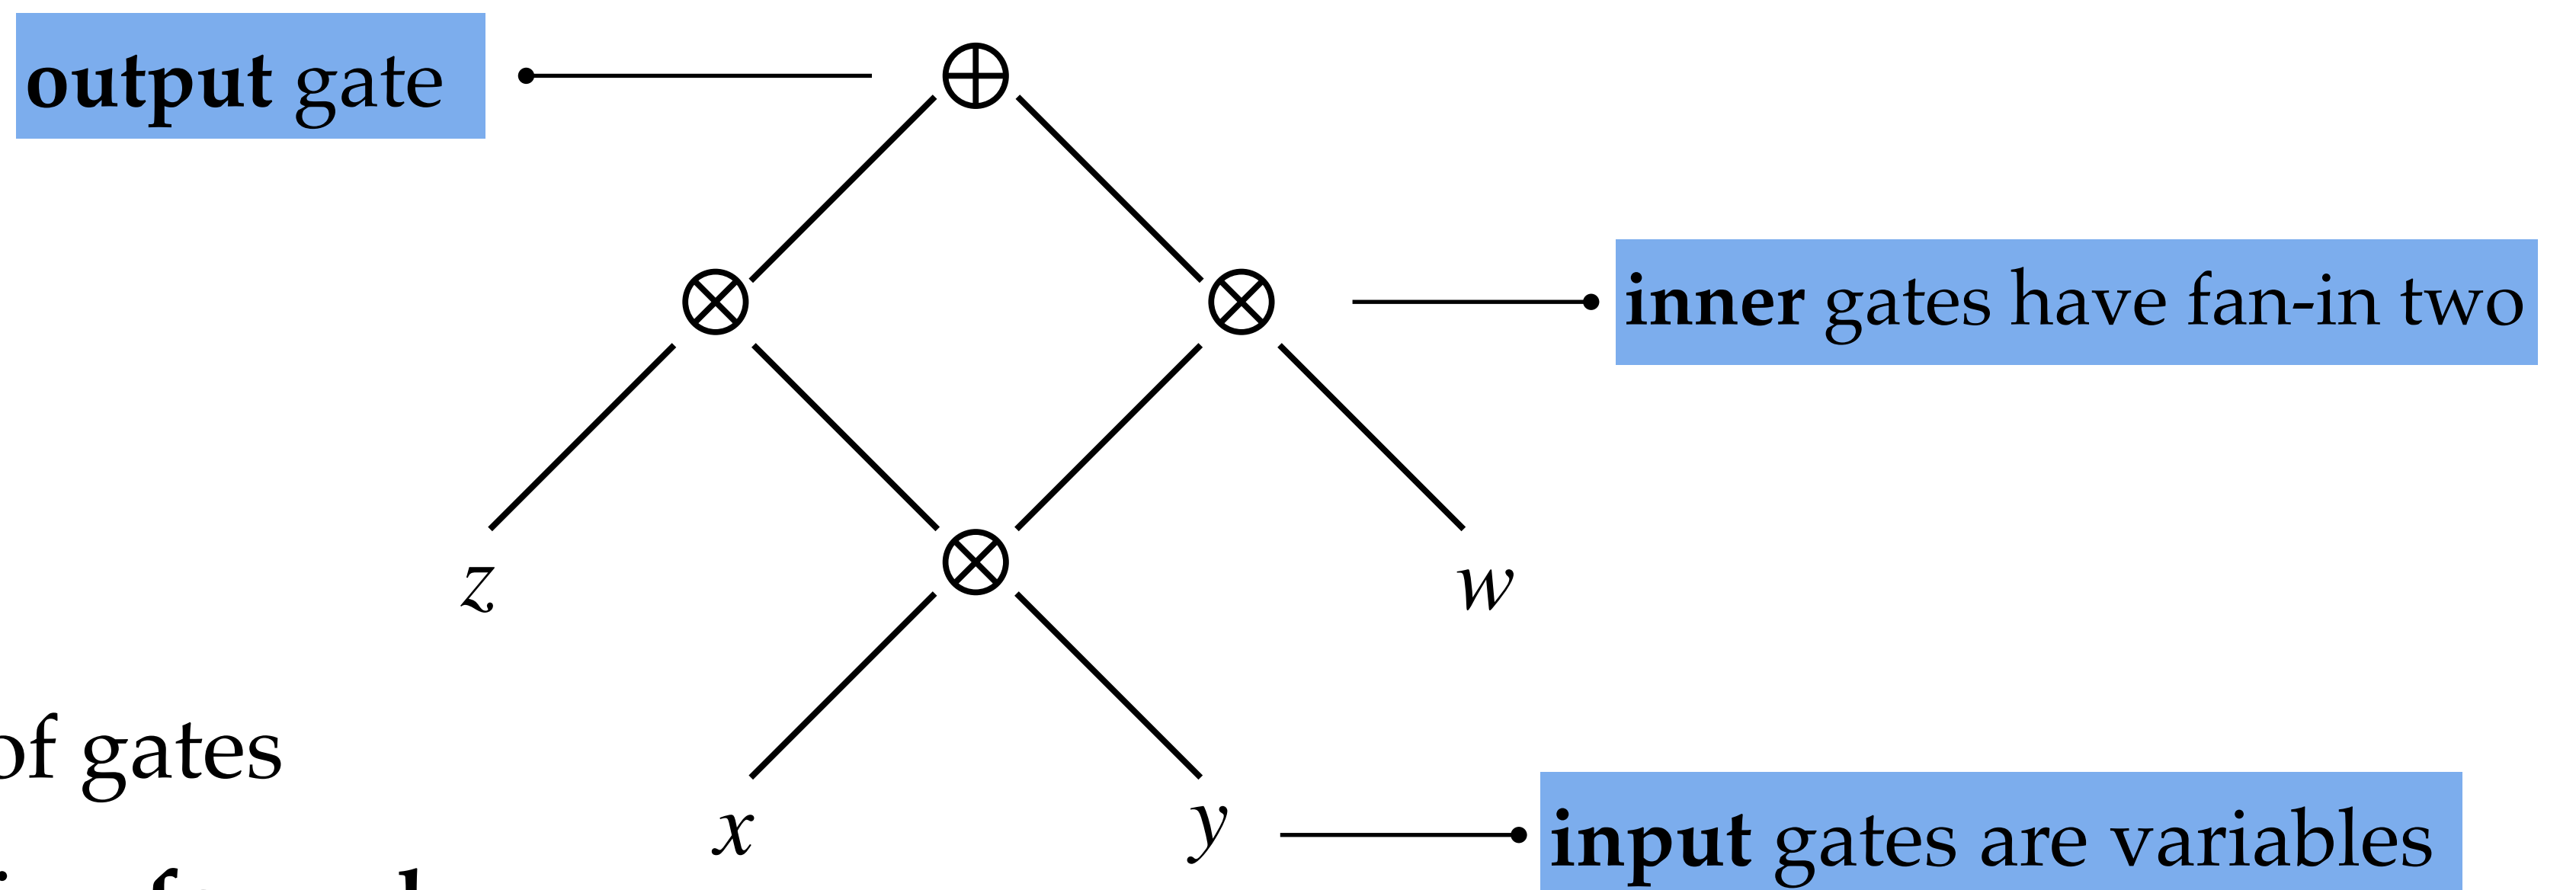 output gate
inner gates have fan-in two
z
w
of gates
x
y
input gates are variables